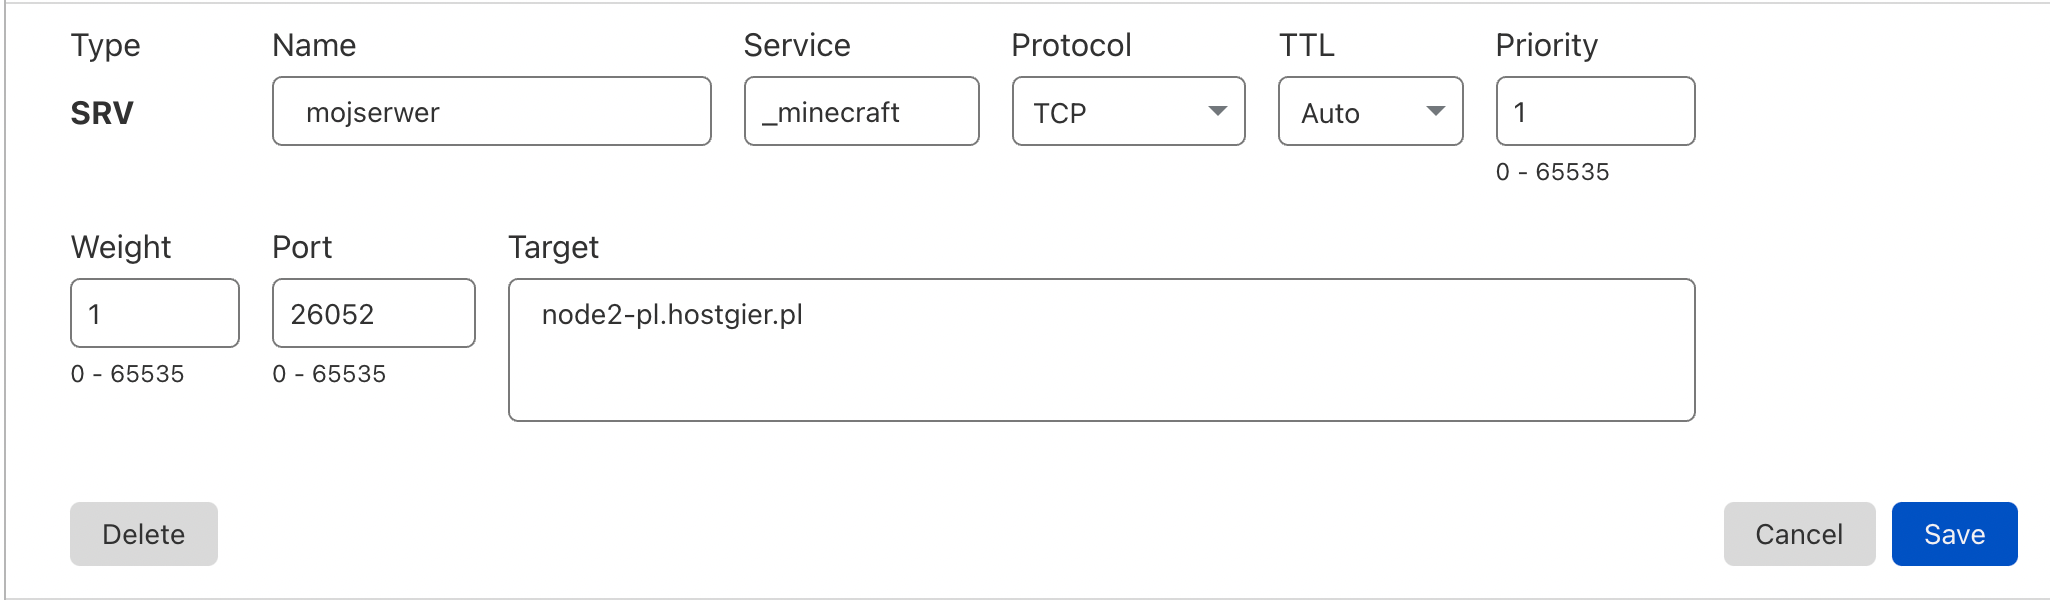 Type Name Service Protocol TTL Priority
SRV mojserwer _minecraft TCP Auto 1
0 - 65535
Weight Port Target
1 26052 node2-pl.hostgier.pl
0 - 65535 0 - 65535
Delete Cancel Save